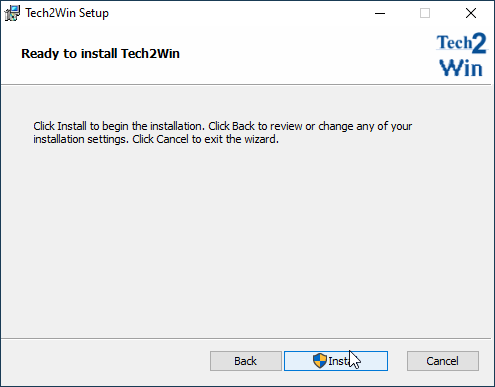 Tech2Win Setup
Ready to install Tech2Win
Tech2
Win
Click Install to begin the installation. Click Back to review or change any of your
installation settings. Click Cancel to exit the wizard.
Back
Install
Cancel